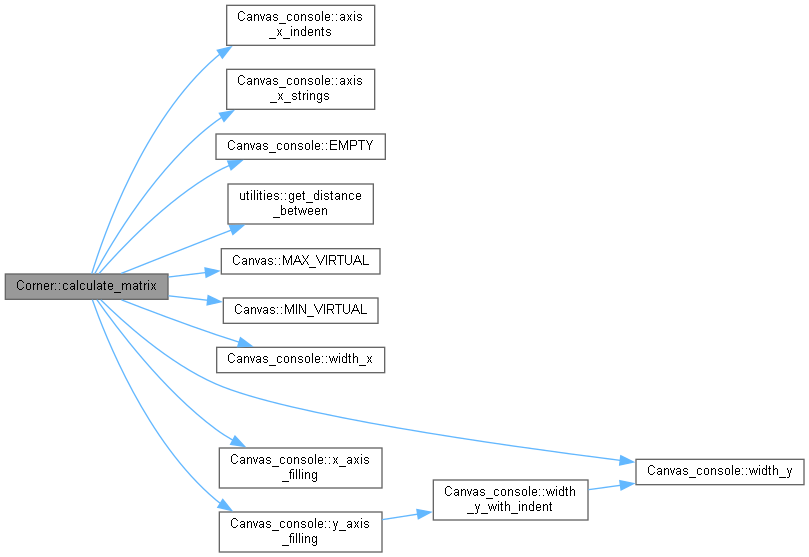 Canvas_console::axis
_x_indents
Canvas_console::axis
_x_strings
Canvas_console::EMPTY
utilities::get_distance
_between
Canvas::MAX_VIRTUAL
Corner::calculate_matrix
Canvas::MIN_VIRTUAL
Canvas_console::width_x
Canvas_console::x_axis
_filling
Canvas_console::width_y
Canvas_console::width
_y_with_indent
Canvas_console::y_axis
_filling